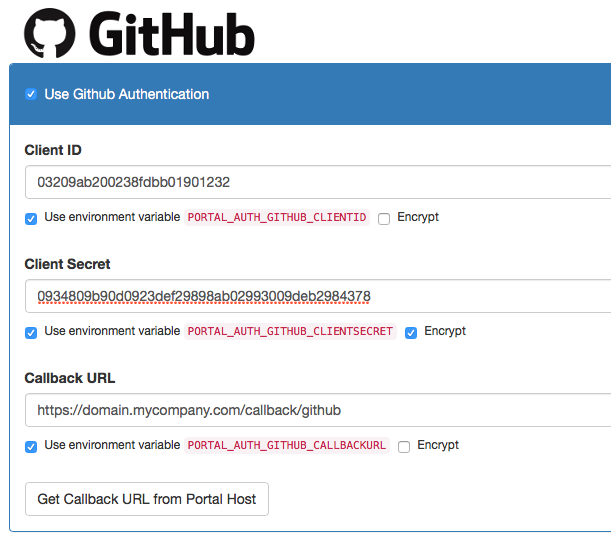 GitHub
Use Github Authentication
Client ID
03209ab200238fdbb01901232
Use environment variable PORTAL_AUTH_GITHUB_CLIENTID Encrypt
Client Secret
0934809b90d0923def29898ab02993009deb2984378
Use environment variable PORTAL_AUTH_GITHUB_CLIENTSECRET Encrypt
Callback URL
https://domain.mycompany.com/callback/github
Use environment variable PORTAL_AUTH_GITHUB_CALLBACKURL Encrypt
Get Callback URL from Portal Host